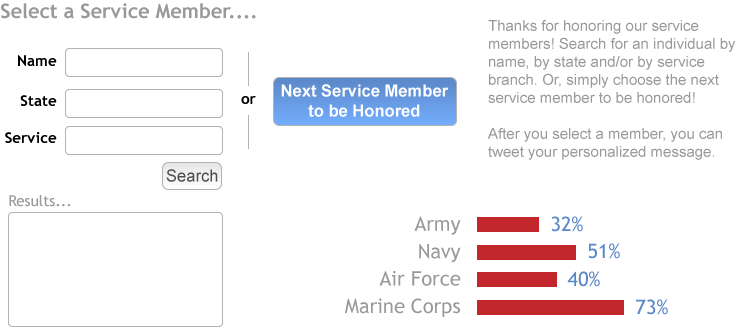 Select a Service Member....
Name
State
Service
Search
or
Next Service Member
to be Honored
Thanks for honoring our service
members! Search for an individual by
name, by state and/or by service
branch. Or, simply choose the next
service member to be honored!
After you select a member, you can
tweet your personalized message.
Results...
Army 32%
Navy 51%
Air Force 40%
Marine Corps 73%